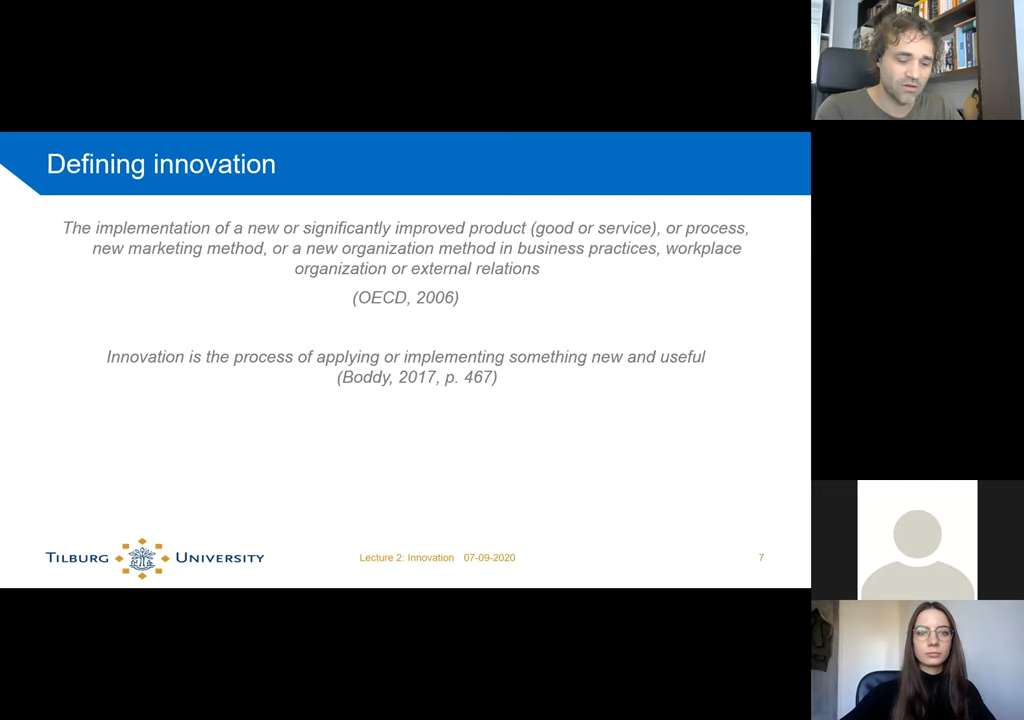 Defining innovation
The implementation of a new or significantly improved product (good or service), or process,
new marketing method, or a new organization method in business practices, workplace
organization or external relations
(OECD, 2006)
Innovation is the process of applying or implementing something new and useful
(Boddy, 2017, p. 467)
TILBURG UNIVERSITY
Lecture 2: Innovation 07-09-2020
7